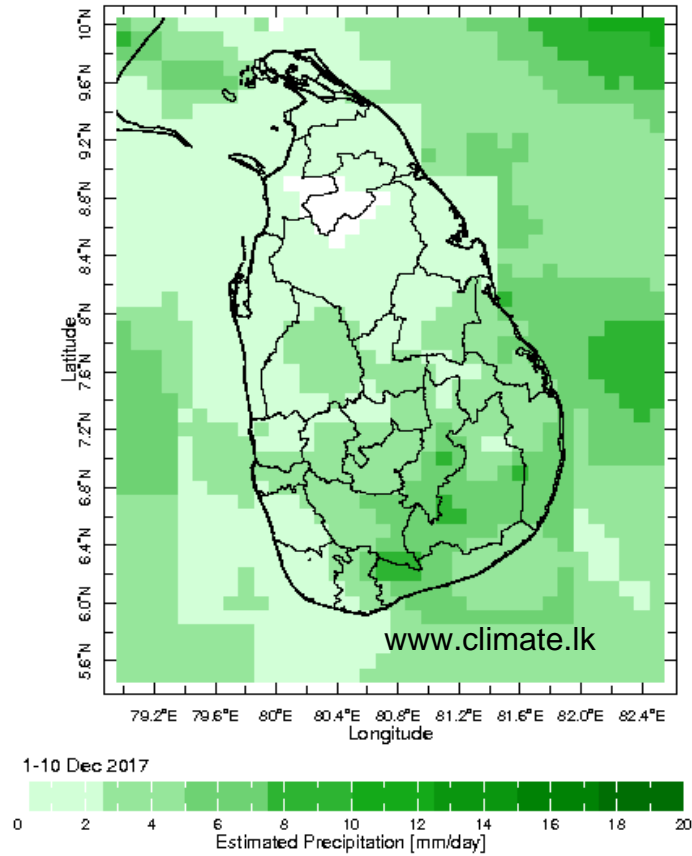 10°N
9.6°N
9.2°N
8.8°N
8.4°N
8°N
7.6°N
7.2°N
6.8°N
6.4°N
6.0°N
5.6°N
Latitude
www.climate.lk
79.2°E 79.6°E 80°E 80.4°E 80.8°E 81.2°E 81.6°E 82.0°E 82.4°E
Longitude
1-10 Dec 2017
0 2 4 6 8 10 12 14 16 18 20
Estimated Precipitation [mm/day]